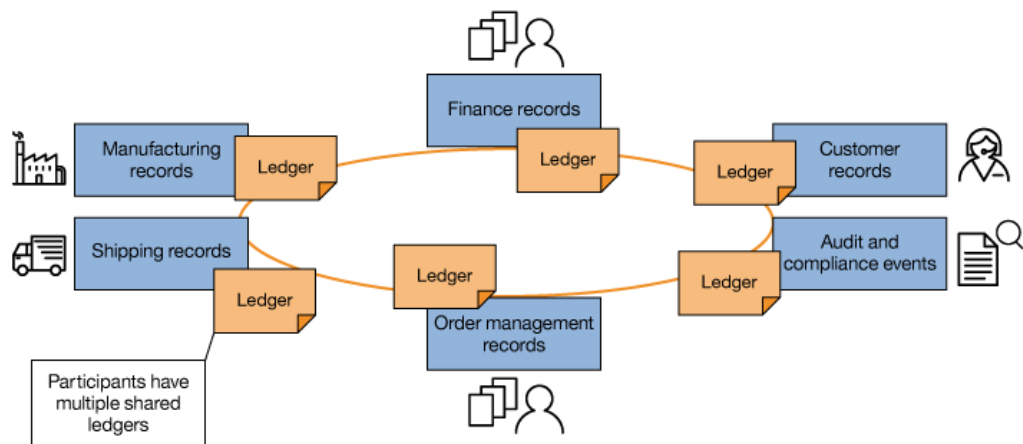 Finance records
Manufacturing
records
Ledger
Ledger
Ledger
Customer
records
Shipping records
Ledger
Ledger
Ledger
Audit and
compliance events
Order management
records
Participants have
multiple shared
ledgers